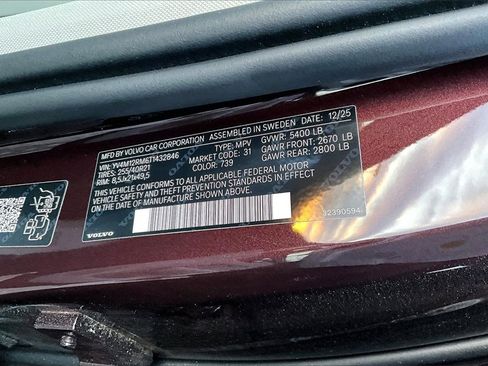 MFD. BY VOLVO CAR CORPORATION ASSEMBLED IN SWEDEN DATE: 12/25
VIN: YV4M12RM6T1432846 TYPE: MPV GVWR: 5400 LB
TIRES: 255/40R21 MARKET: 31 GAWR FRONT: 2670 LB
RIM: 8.5Jx21x49,5 COLOR: 739 GAWR REAR: 2800 LB
THIS VEHICLE CONFORMS TO ALL APPLICABLE FEDERAL MOTOR
VEHICLE SAFETY AND THEFT PREVENTION STANDARDS IN EFFECT
ON THE DATE OF MANUFACTURE SHOWN ABOVE.
VOLVO
32390594